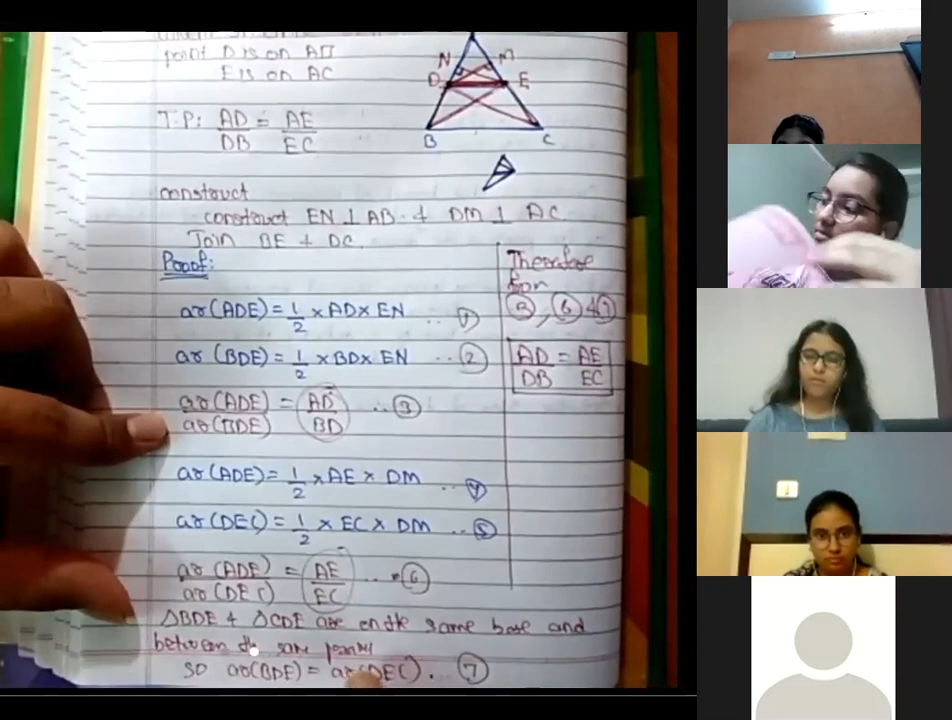 point D is on AB
E is on AC
T.P: AD/DB = AE/EC
N M
D E
B C
construct
construct EN ⊥ AB + DM ⊥ AC
Join BE + DC.
Proof:
ar(ADE) = 1/2 × AD × EN ... 1
ar(BDE) = 1/2 × BD × EN ... 2
ar(ADE)/ar(BDE) = AD/BD ... 3
ar(ADE) = 1/2 × AE × DM ... 4
ar(DEC) = 1/2 × EC × DM ... 5
ar(ADE)/ar(DEC) = AE/EC ... 6
△BDE + △CDE are on the same base and
between the same
so ar(BDE) = ar(DEC) ... 7
Therefore
from
3, 6 + 7
AD/DB = AE/EC